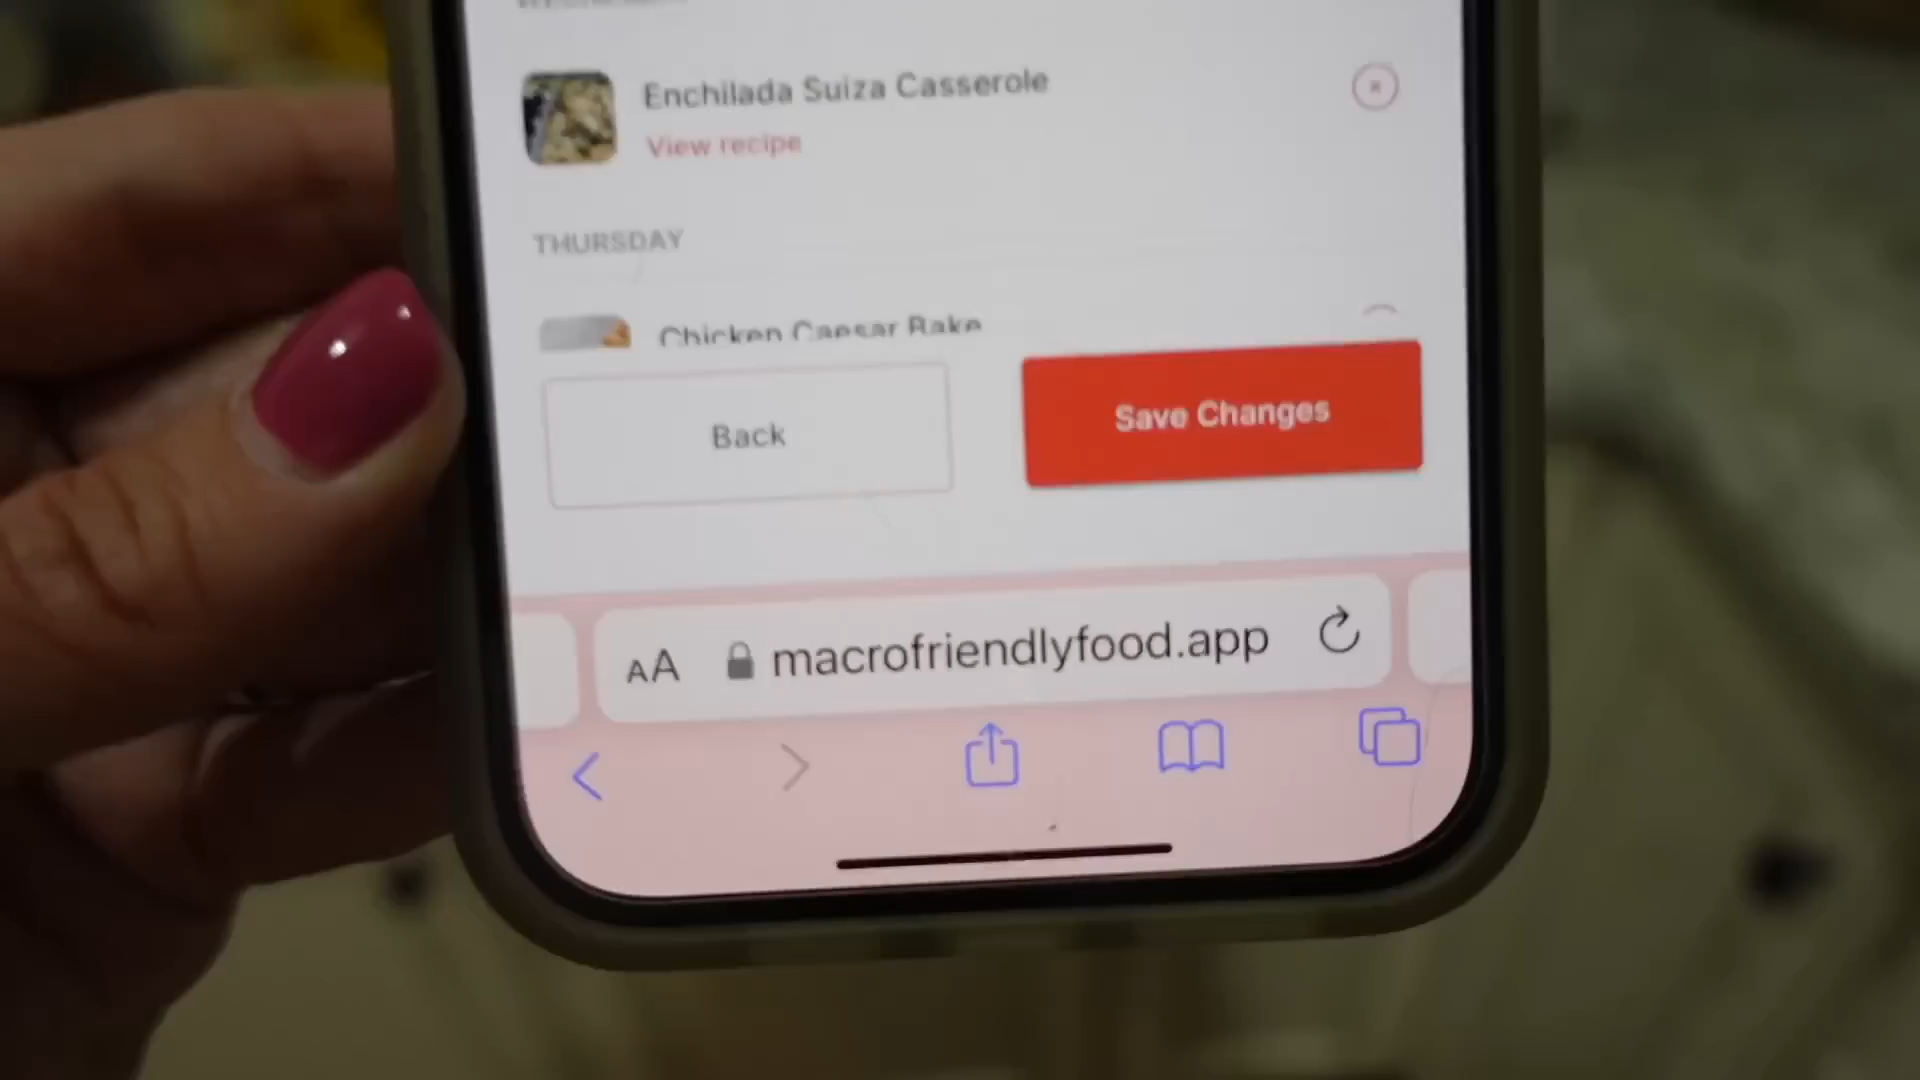 Enchilada Suiza Casserole
View recipe
THURSDAY
Chicken Caesar Bake
Back
Save Changes
AA macrofriendlyfood.app